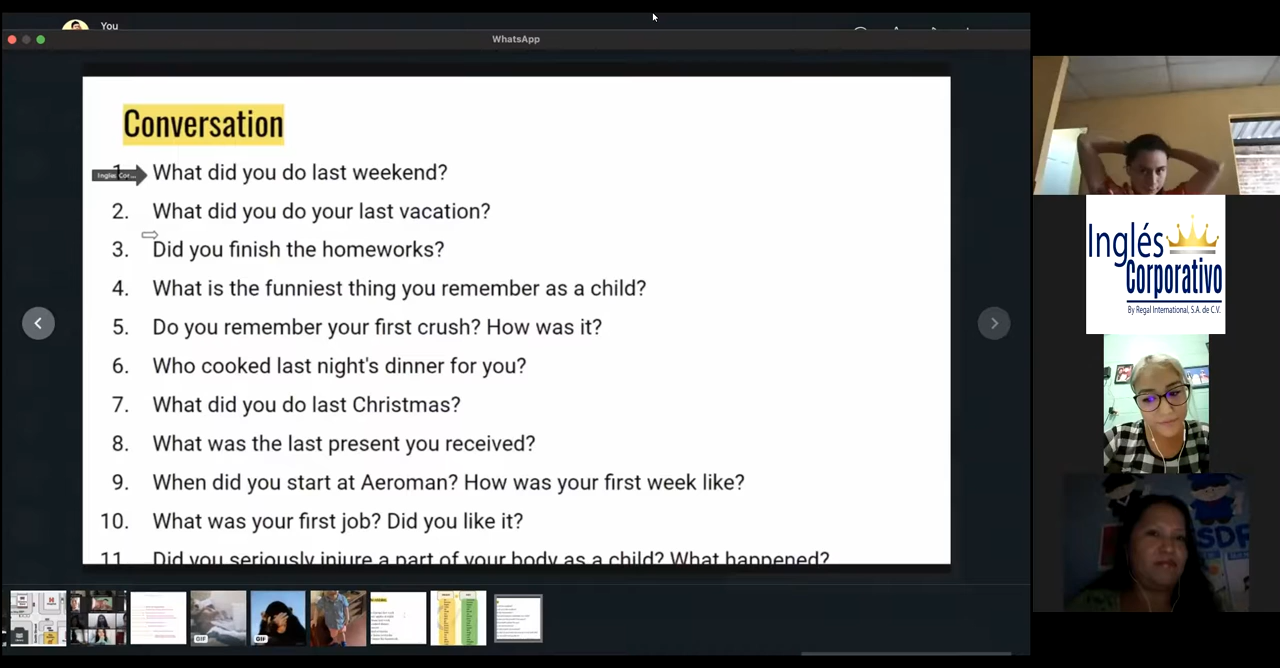 You
WhatsApp
Conversation
Inglés Cor...
1. What did you do last weekend?
2. What did you do your last vacation?
3. Did you finish the homeworks?
4. What is the funniest thing you remember as a child?
5. Do you remember your first crush? How was it?
6. Who cooked last night's dinner for you?
7. What did you do last Christmas?
8. What was the last present you received?
9. When did you start at Aeroman? How was your first week like?
10. What was your first job? Did you like it?
11. Did you seriously injure a part of your body as a child? What happened?
GIF
GIF
Inglés
Corporativo
By Regal International, S.A. de C.V.